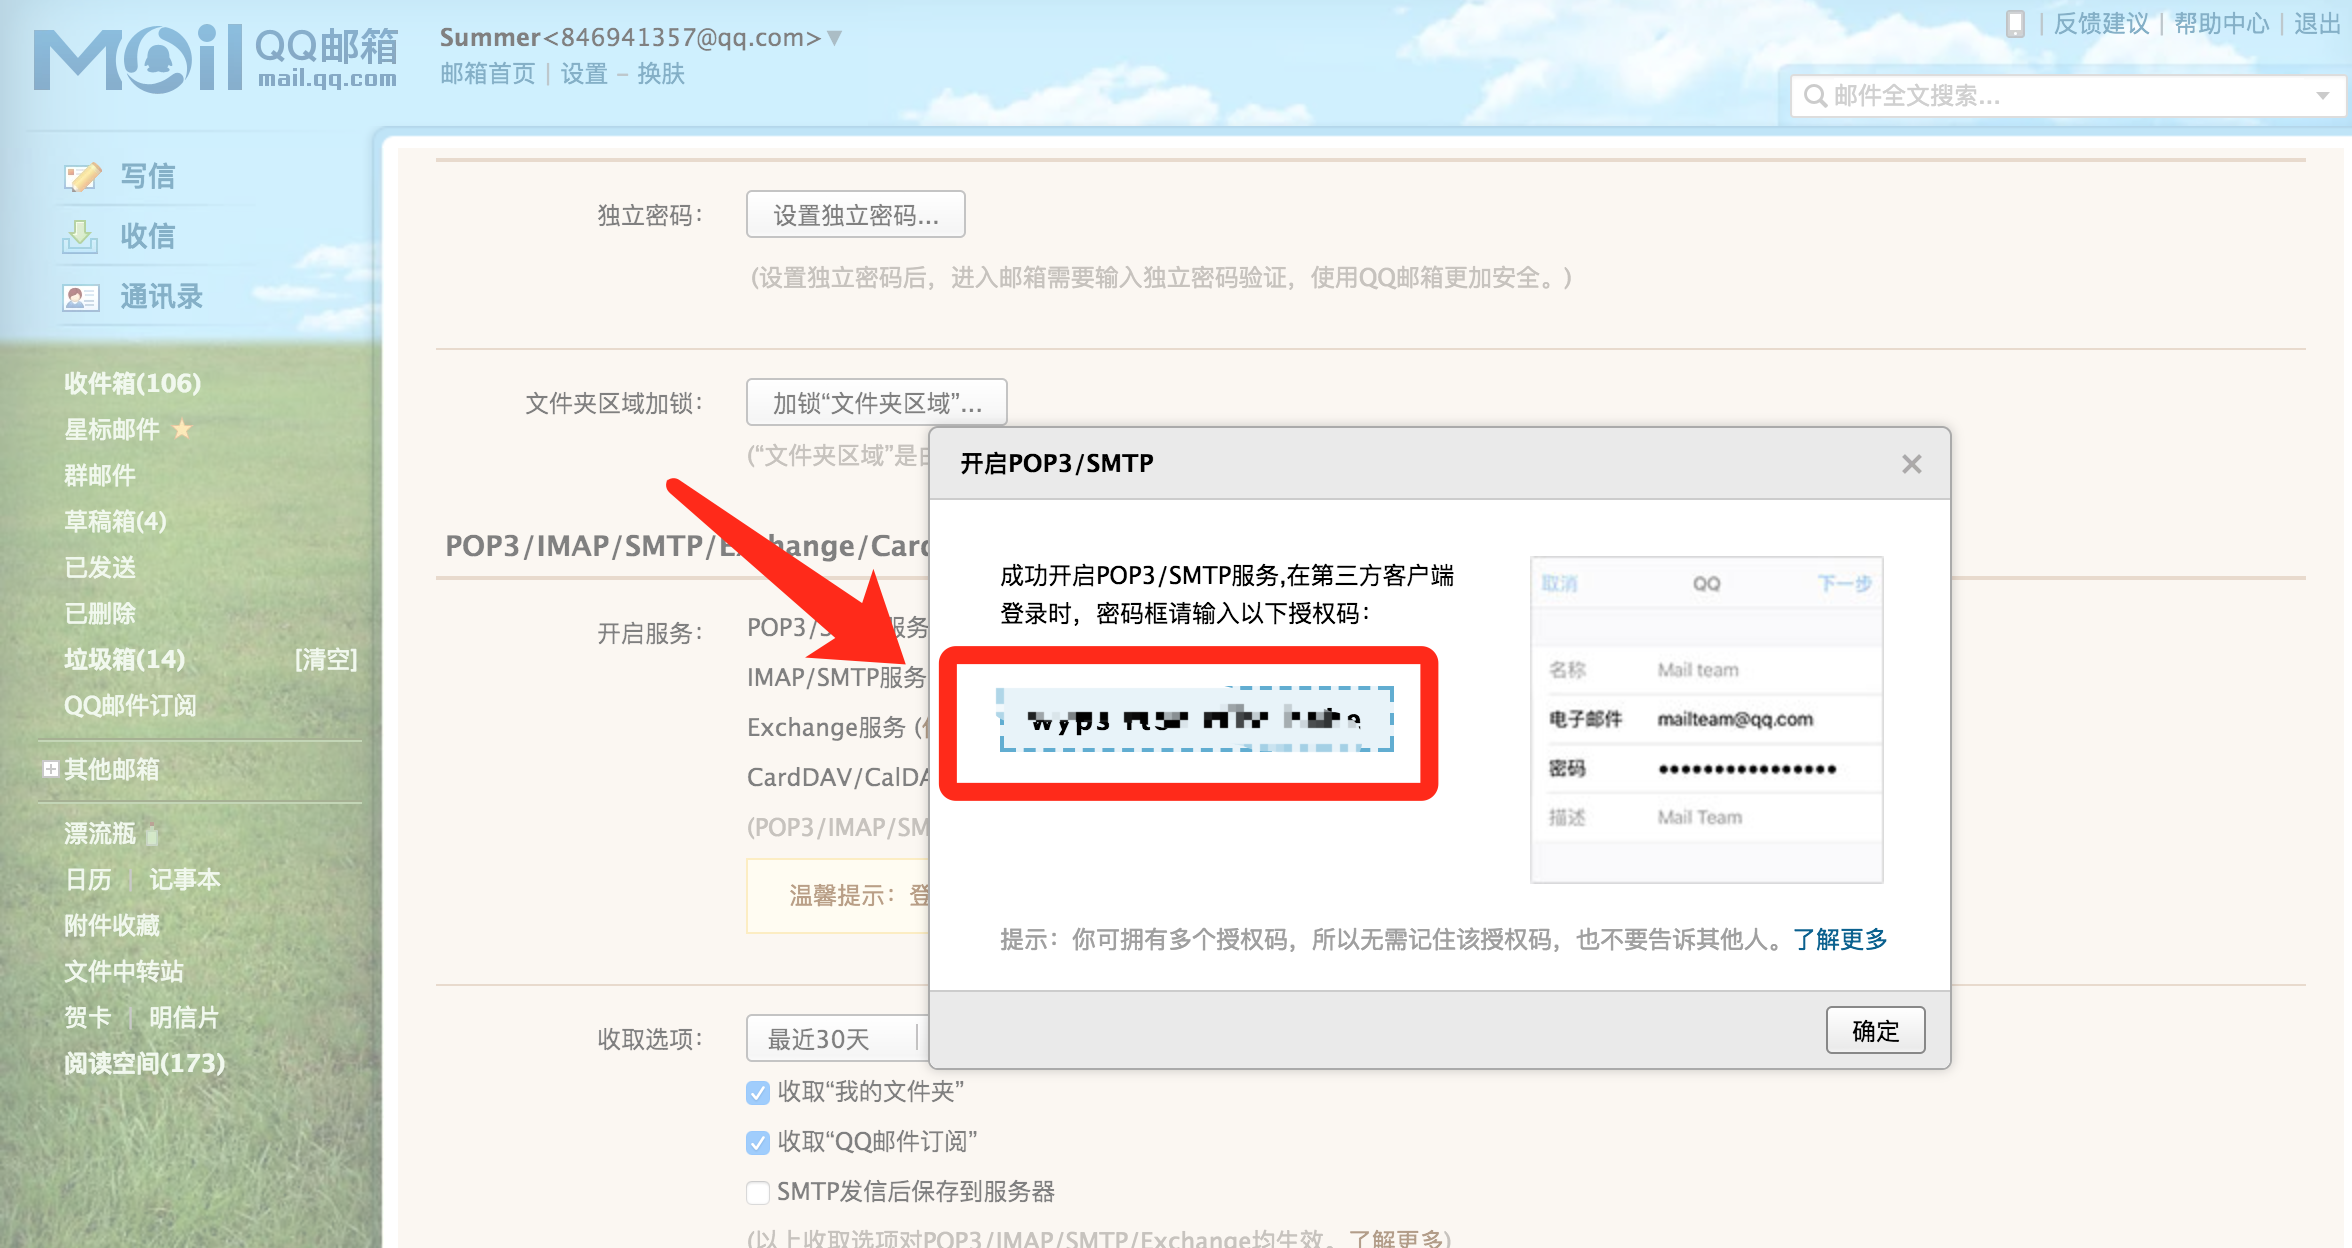 Mail QQ邮箱
mail.qq.com
Summer<846941357@qq.com>
邮箱首页 | 设置 - 换肤
| 反馈建议 | 帮助中心 | 退出
邮件全文搜索...
写信
收信
通讯录
收件箱(106)
星标邮件
群邮件
草稿箱(4)
已发送
已删除
垃圾箱(14) [清空]
QQ邮件订阅
其他邮箱
漂流瓶
日历 | 记事本
附件收藏
文件中转站
贺卡 | 明信片
阅读空间(173)
独立密码: 设置独立密码...
(设置独立密码后，进入邮箱需要输入独立密码验证，使用QQ邮箱更加安全。)
文件夹区域加锁: 加锁“文件夹区域”...
(“文件夹区域”是
POP3/IMAP/SMTP/Exchange/Card
开启服务: POP3/S 服务
IMAP/SMTP服务
Exchange服务 (
CardDAV/CalDA
(POP3/IMAP/SM
温馨提示: 登
收取选项: 最近30天
收取“我的文件夹”
收取“QQ邮件订阅”
SMTP发信后保存到服务器
(以上收取选项对POP3/IMAP/SMTP/Exchange均生效。了解更多)
开启POP3/SMTP
成功开启POP3/SMTP服务,在第三方客户端
登录时，密码框请输入以下授权码:
取消 QQ 下一步
名称 Mail team
电子邮件 mailteam@qq.com
密码 ••••••••••••••••
描述 Mail Team
提示: 你可拥有多个授权码，所以无需记住该授权码，也不要告诉其他人。了解更多
确定